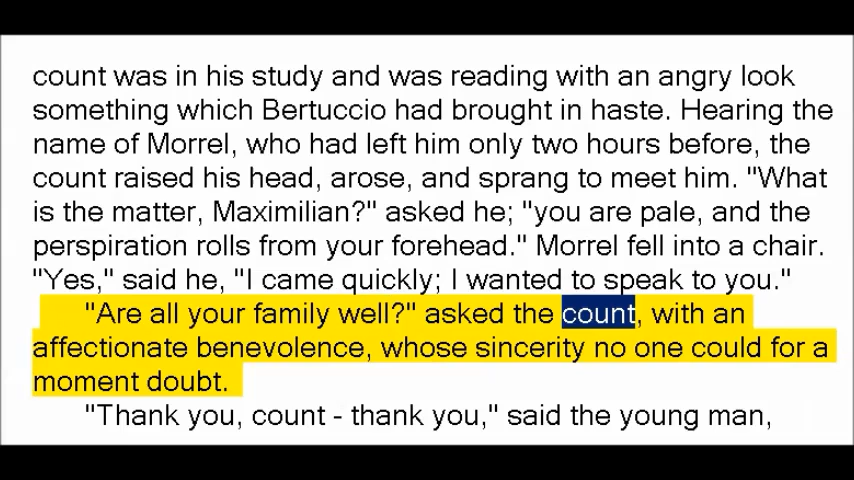 count was in his study and was reading with an angry look
something which Bertuccio had brought in haste. Hearing the
name of Morrel, who had left him only two hours before, the
count raised his head, arose, and sprang to meet him. "What
is the matter, Maximilian?" asked he; "you are pale, and the
perspiration rolls from your forehead." Morrel fell into a chair.
"Yes," said he, "I came quickly; I wanted to speak to you."
"Are all your family well?" asked the count, with an
affectionate benevolence, whose sincerity no one could for a
moment doubt.
"Thank you, count - thank you," said the young man,